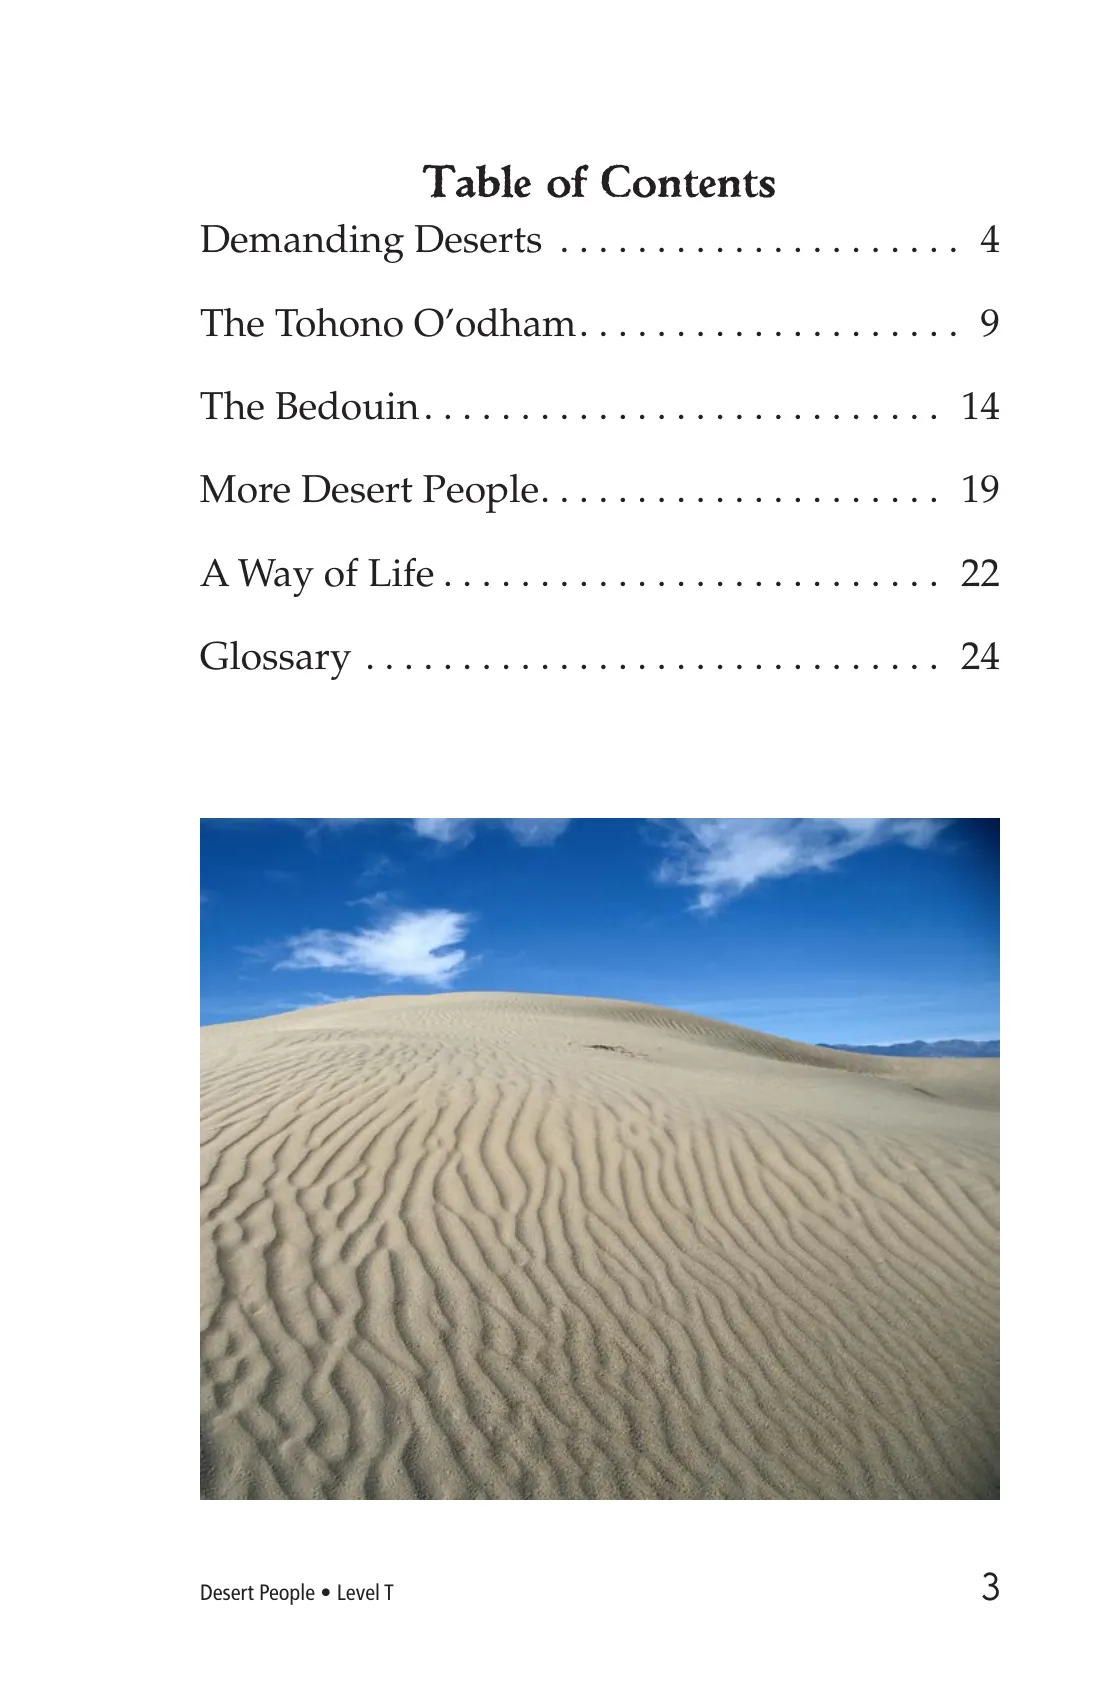 Table of Contents
Demanding Deserts . . . . . . . . . . . . . . . . . . . . . 4
The Tohono O’odham. . . . . . . . . . . . . . . . . . . . 9
The Bedouin. . . . . . . . . . . . . . . . . . . . . . . . . . . 14
More Desert People. . . . . . . . . . . . . . . . . . . . . 19
A Way of Life . . . . . . . . . . . . . . . . . . . . . . . . . . 22
Glossary . . . . . . . . . . . . . . . . . . . . . . . . . . . . . . 24
Desert People • Level T
3